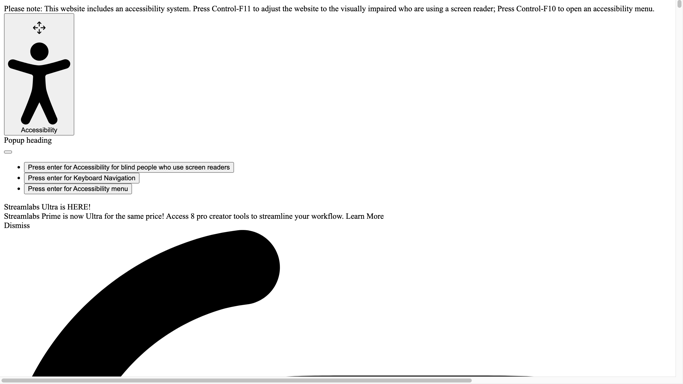 Please note: This website includes an accessibility system. Press Control-F11 to adjust the website to the visually impaired who are using a screen reader; Press Control-F10 to open an accessibility menu.
Accessibility
Popup heading
Press enter for Accessibility for blind people who use screen readers
Press enter for Keyboard Navigation
Press enter for Accessibility menu
Streamlabs Ultra is HERE!
Streamlabs Prime is now Ultra for the same price! Access 8 pro creator tools to streamline your workflow. Learn More
Dismiss